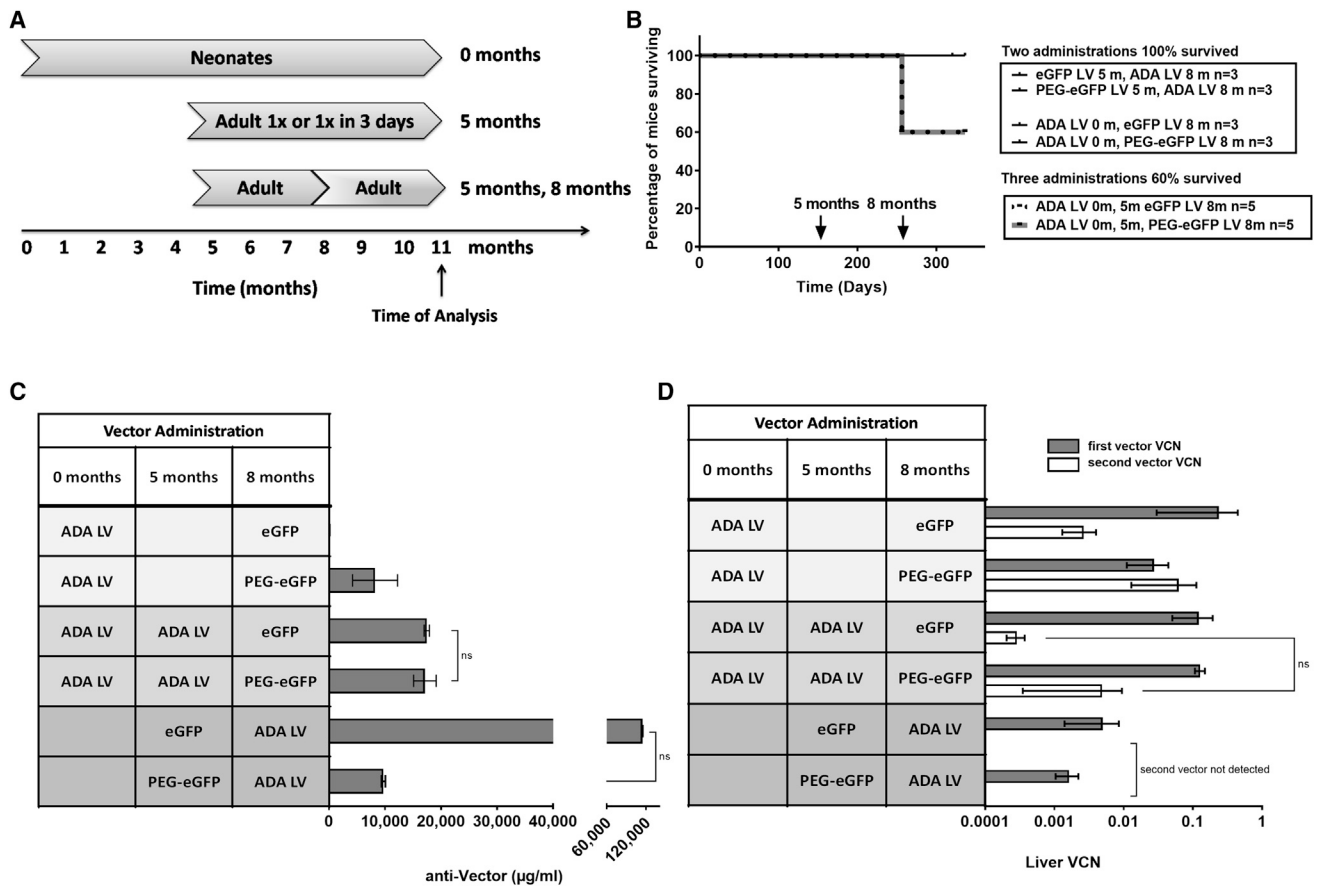 A
Neonates
0 months
Adult 1x or 1x in 3 days
5 months
Adult
Adult
5 months, 8 months
0 1 2 3 4 5 6 7 8 9 10 11 months
Time (months)
Time of Analysis
B
Percentage of mice surviving
100
80
60
40
20
0
5 months 8 months
0 100 200 300
Time (Days)
Two administrations 100% survived
eGFP LV 5 m, ADA LV 8 m n=3
PEG-eGFP LV 5 m, ADA LV 8 m n=3
ADA LV 0 m, eGFP LV 8 m n=3
ADA LV 0 m, PEG-eGFP LV 8 m n=3
Three administrations 60% survived
ADA LV 0m, 5m eGFP LV 8m n=5
ADA LV 0m, 5m, PEG-eGFP LV 8m n=5
C
Vector Administration
0 months 5 months 8 months
ADA LV eGFP
ADA LV PEG-eGFP
ADA LV ADA LV eGFP
ns
ADA LV ADA LV PEG-eGFP
eGFP ADA LV
ns
PEG-eGFP ADA LV
0 10,000 20,000 30,000 40,000 60,000 120,000
anti-Vector (µg/ml)
D
Vector Administration
0 months 5 months 8 months
first vector VCN
second vector VCN
ADA LV eGFP
ADA LV PEG-eGFP
ADA LV ADA LV eGFP
ns
ADA LV ADA LV PEG-eGFP
eGFP ADA LV
second vector not detected
PEG-eGFP ADA LV
0.0001 0.001 0.01 0.1 1
Liver VCN